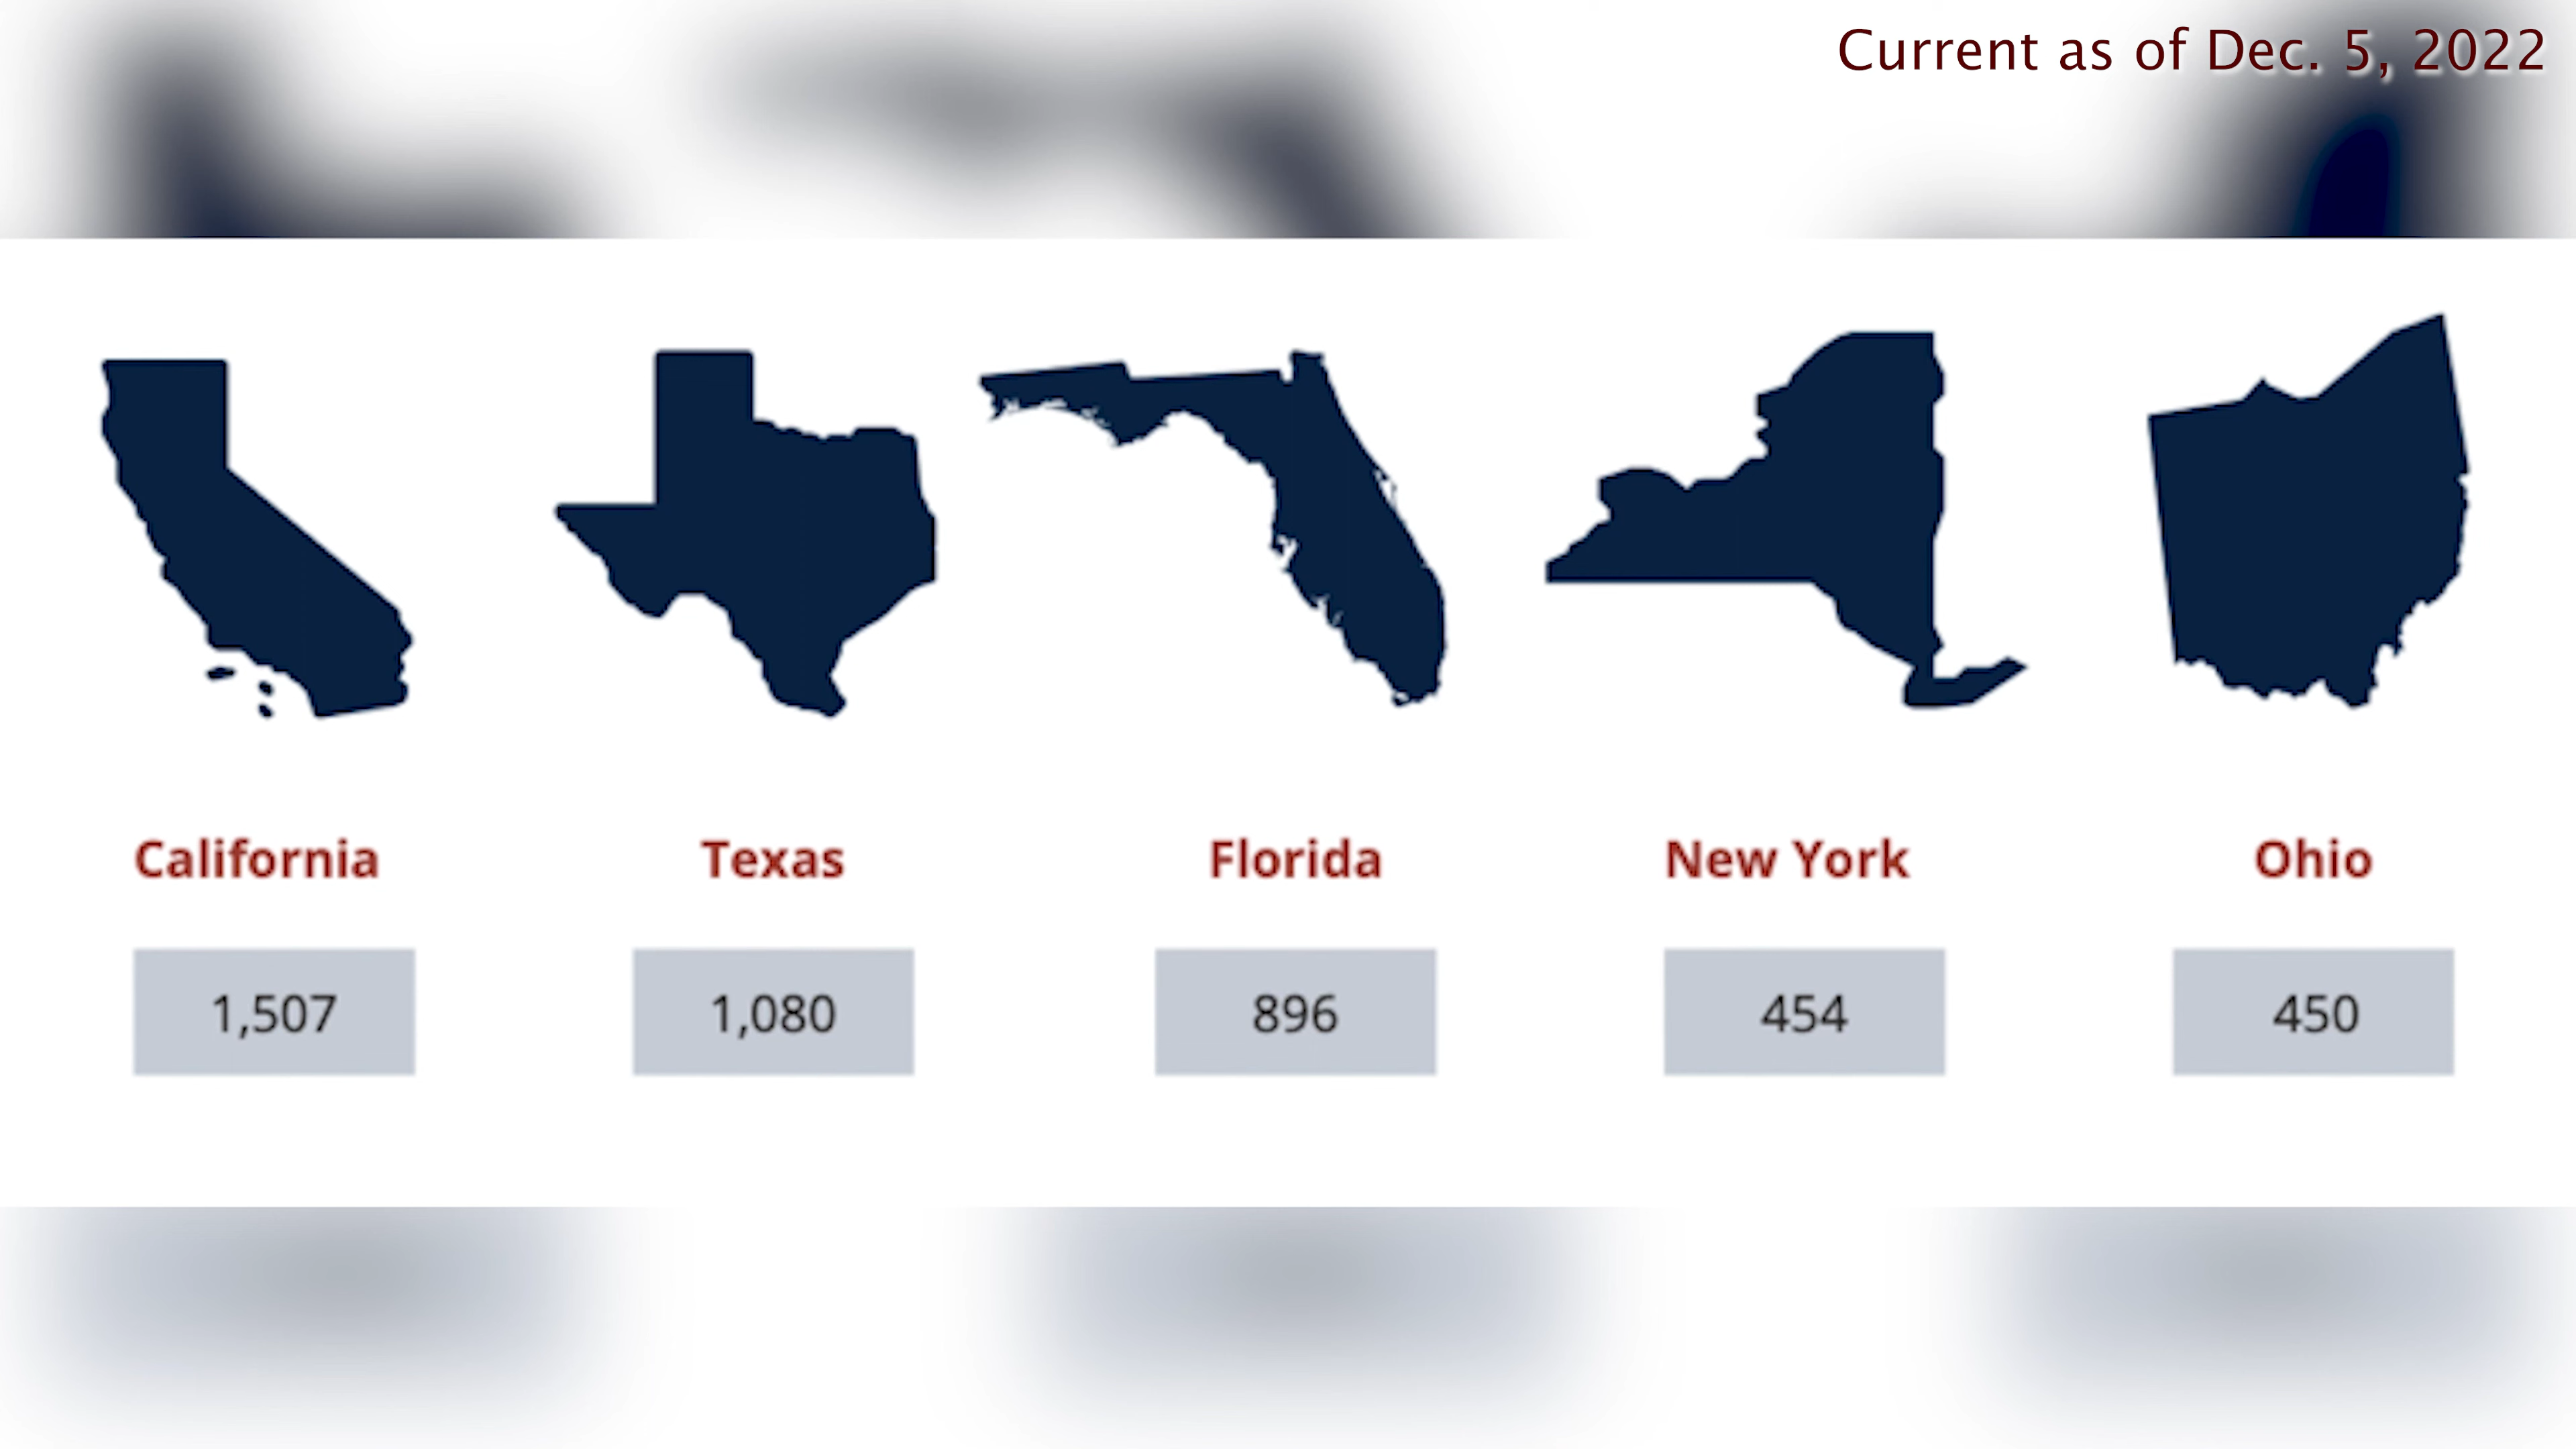 Current as of Dec. 5, 2022
California Texas Florida New York Ohio
1,507 1,080 896 454 450